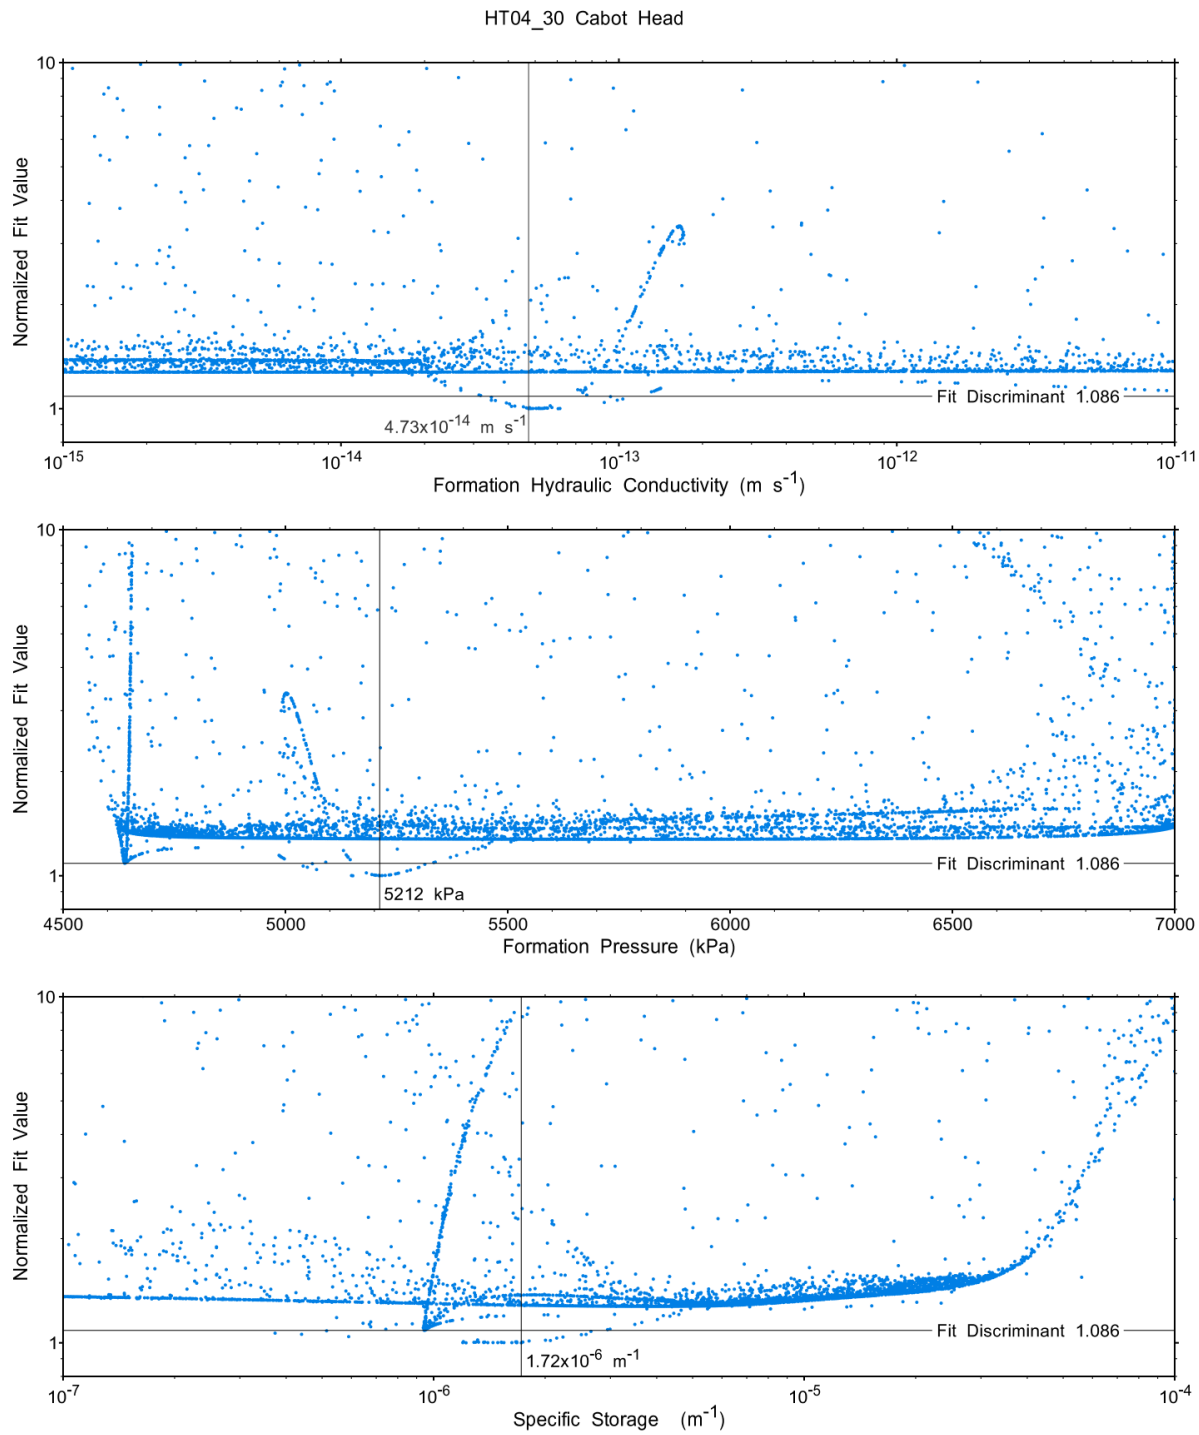 HT04_30 Cabot Head
10
1
Normalized Fit Value
Fit Discriminant 1.086
4.73x10^-14 m s^-1
10^-15 10^-14 10^-13 10^-12 10^-11
Formation Hydraulic Conductivity (m s^-1)
10
1
Normalized Fit Value
Fit Discriminant 1.086
5212 kPa
4500 5000 5500 6000 6500 7000
Formation Pressure (kPa)
10
1
Normalized Fit Value
Fit Discriminant 1.086
1.72x10^-6 m^-1
10^-7 10^-6 10^-5 10^-4
Specific Storage (m^-1)